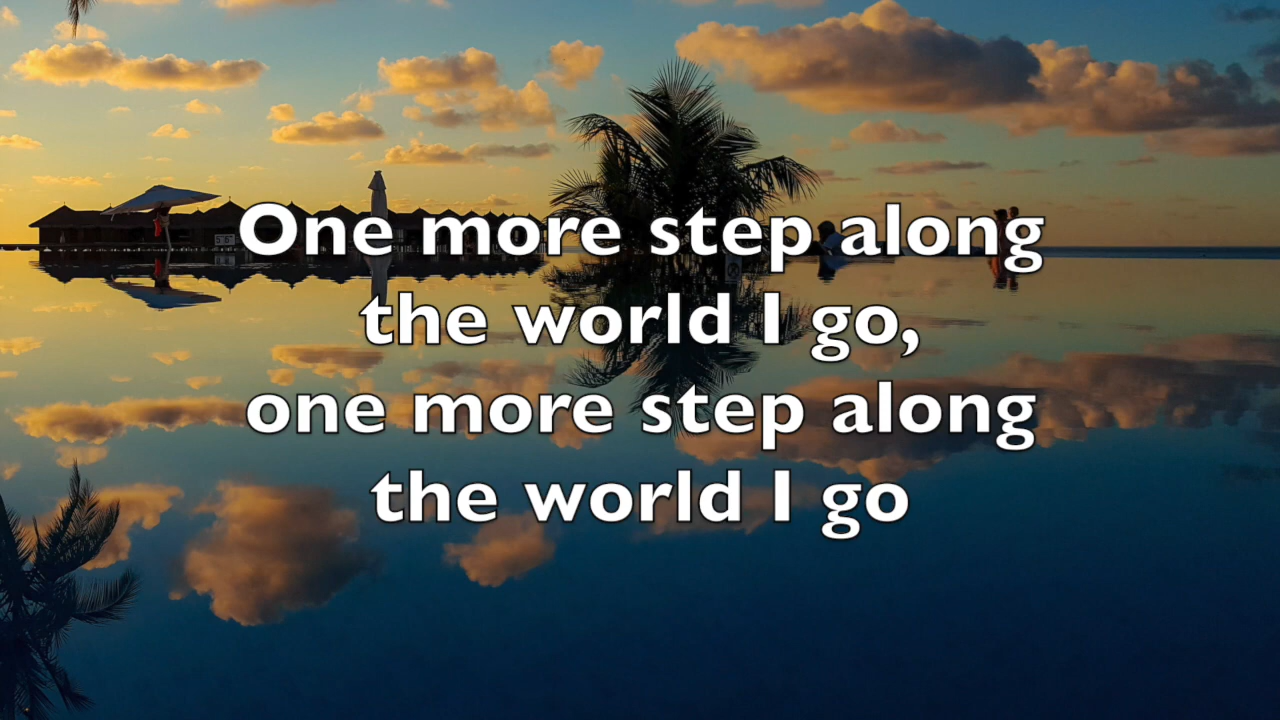 One more step along
the world I go,
one more step along
the world I go